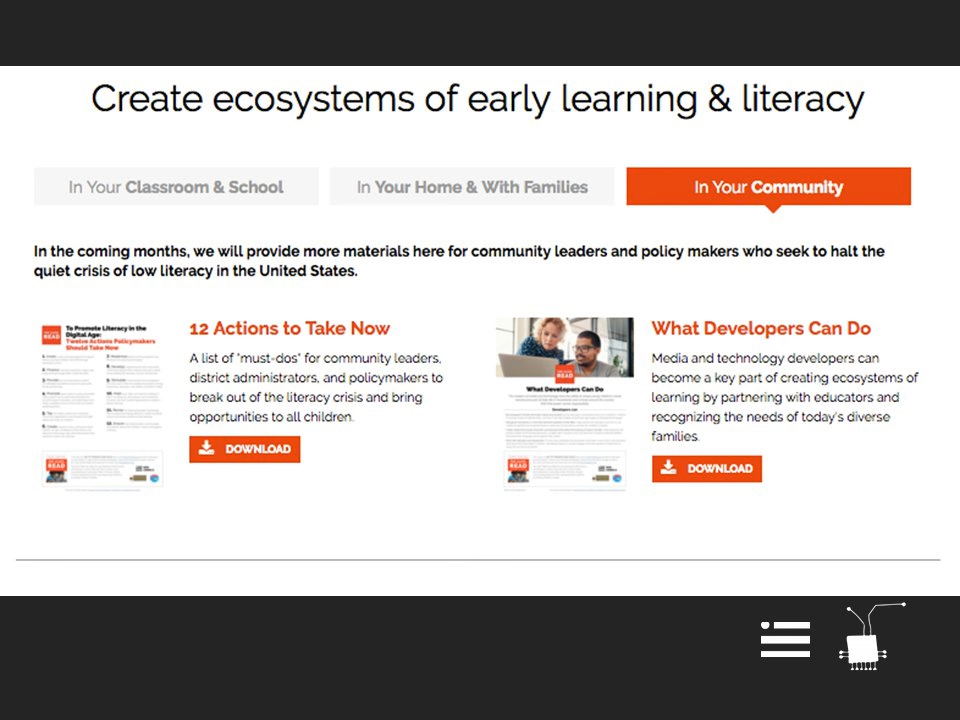 Create ecosystems of early learning & literacy
In Your Classroom & School
In Your Home & With Families
In Your Community
In the coming months, we will provide more materials here for community leaders and policy makers who seek to halt the
quiet crisis of low literacy in the United States.
To Promote Literacy in the
Digital Age:
Twelve Actions Policymakers
Should Take Now
READ
12 Actions to Take Now
A list of "must-dos" for community leaders,
district administrators, and policymakers to
break out of the literacy crisis and bring
opportunities to all children.
DOWNLOAD
READ
What Developers Can Do
READ
READ
What Developers Can Do
Media and technology developers can
become a key part of creating ecosystems of
learning by partnering with educators and
recognizing the needs of today's diverse
families.
DOWNLOAD